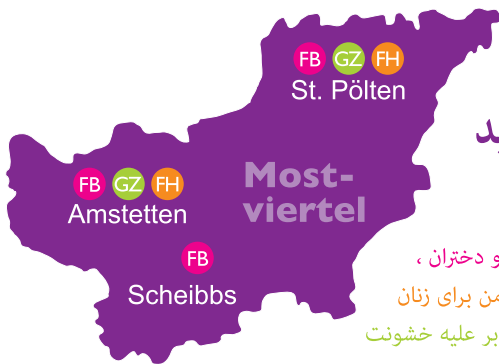 FB GZ FH
St. Pölten
FB GZ FH
Amstetten
Most-
viertel
FB
Scheibbs
و دختران ،
من برای زنان
بر علیه خشونت